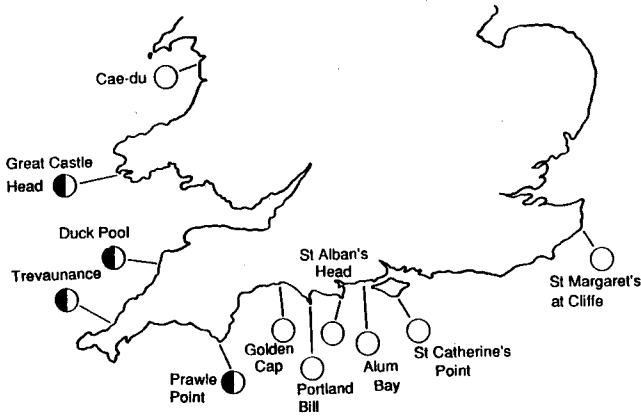 Cae-du
Great Castle
Head
Duck Pool
Trevaunance
St Alban's
Head
St Margaret's
at Cliffe
Golden
Cap
St Catherine's
Point
Prawle
Point
Portland
Bill
Alum
Bay